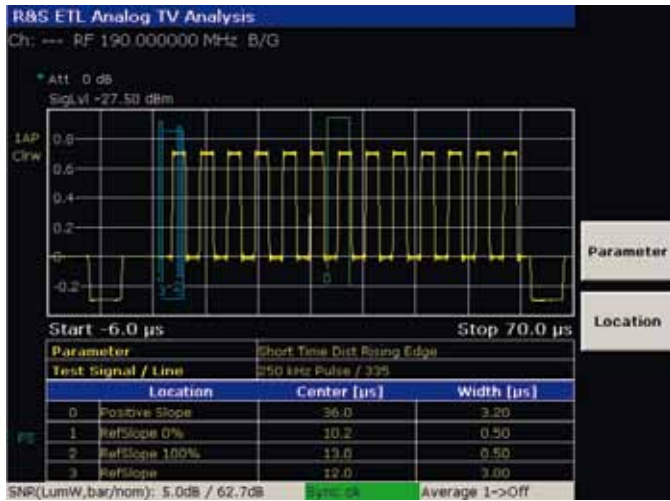 R&S ETL Analog TV Analysis
Ch: --- RF 190.000000 MHz B/G
* Att 0 dB
SigLvl -27.50 dBm
1AP
Clrw
0.8
0.6
0.4
0.2
0
-0.2
1 2
0
Start -6.0 µs Stop 70.0 µs
Parameter
Location
Parameter Short Time Dist Rising Edge
Test Signal / Line 250 kHz Pulse / 335
Location Center [µs] Width [µs]
0 Positive Slope 36.0 3.20
1 RefSlope 0% 10.2 0.50
2 RefSlope 100% 13.0 0.50
3 RefSlope 12.0 3.00
PS
SNR(LumW,bar/nom): 5.0dB / 62.7dB Sync ok Average 1->Off